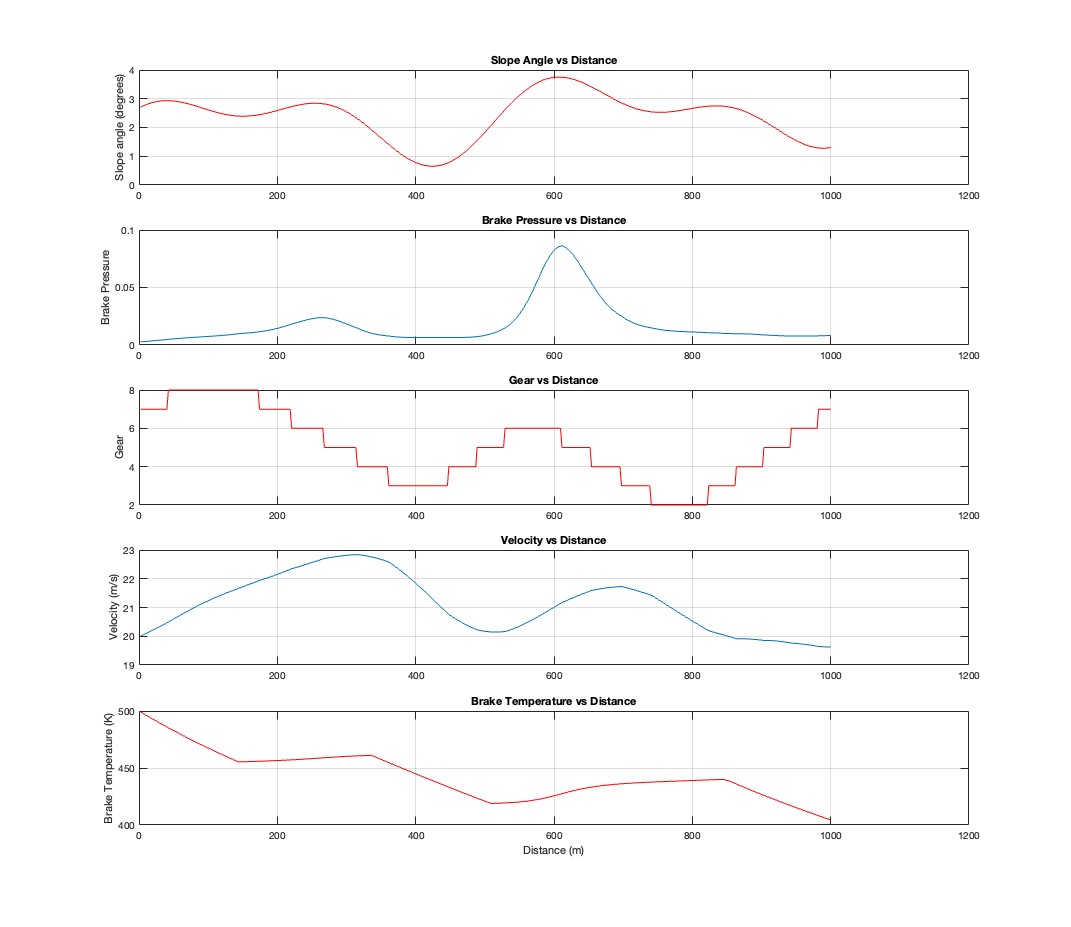 Slope Angle vs Distance
Slope angle (degrees)
4
3
2
1
0
0 200 400 600 800 1000 1200
Brake Pressure vs Distance
Brake Pressure
0.1
0.05
0
0 200 400 600 800 1000 1200
Gear vs Distance
Gear
8
6
4
2
0 200 400 600 800 1000 1200
Velocity vs Distance
Velocity (m/s)
23
22
21
20
19
0 200 400 600 800 1000 1200
Brake Temperature vs Distance
Brake Temperature (K)
500
450
400
0 200 400 600 800 1000 1200
Distance (m)